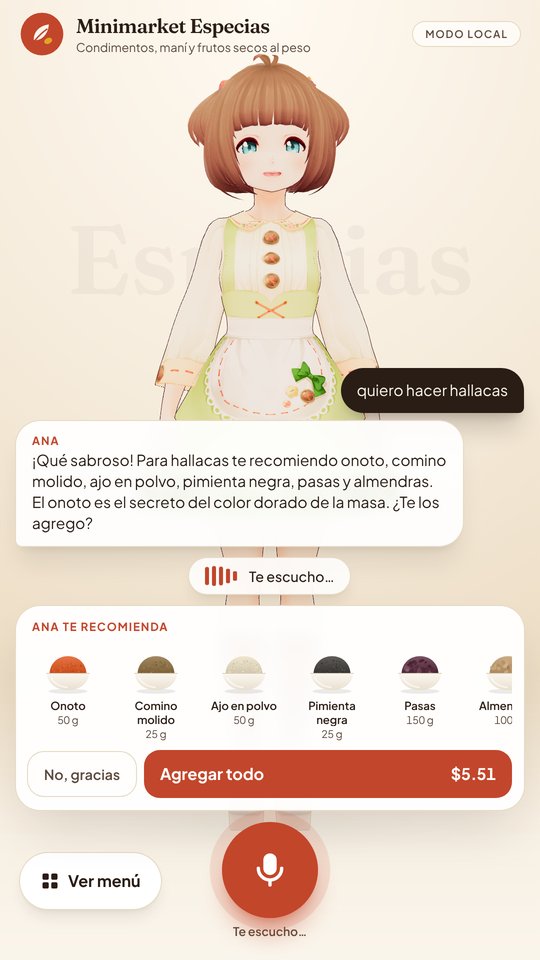 Minimarket Especias
Condimentos, maní y frutos secos al peso
MODO LOCAL
quiero hacer hallacas
ANA
¡Qué sabroso! Para hallacas te recomiendo onoto, comino
molido, ajo en polvo, pimienta negra, pasas y almendras.
El onoto es el secreto del color dorado de la masa. ¿Te los
agrego?
Te escucho...
ANA TE RECOMIENDA
Onoto
50 g
Comino
molido
25 g
Ajo en polvo
50 g
Pimienta
negra
25 g
Pasas
150 g
Almen
100
No, gracias
Agregar todo
$5.51
Ver menú
Te escucho...